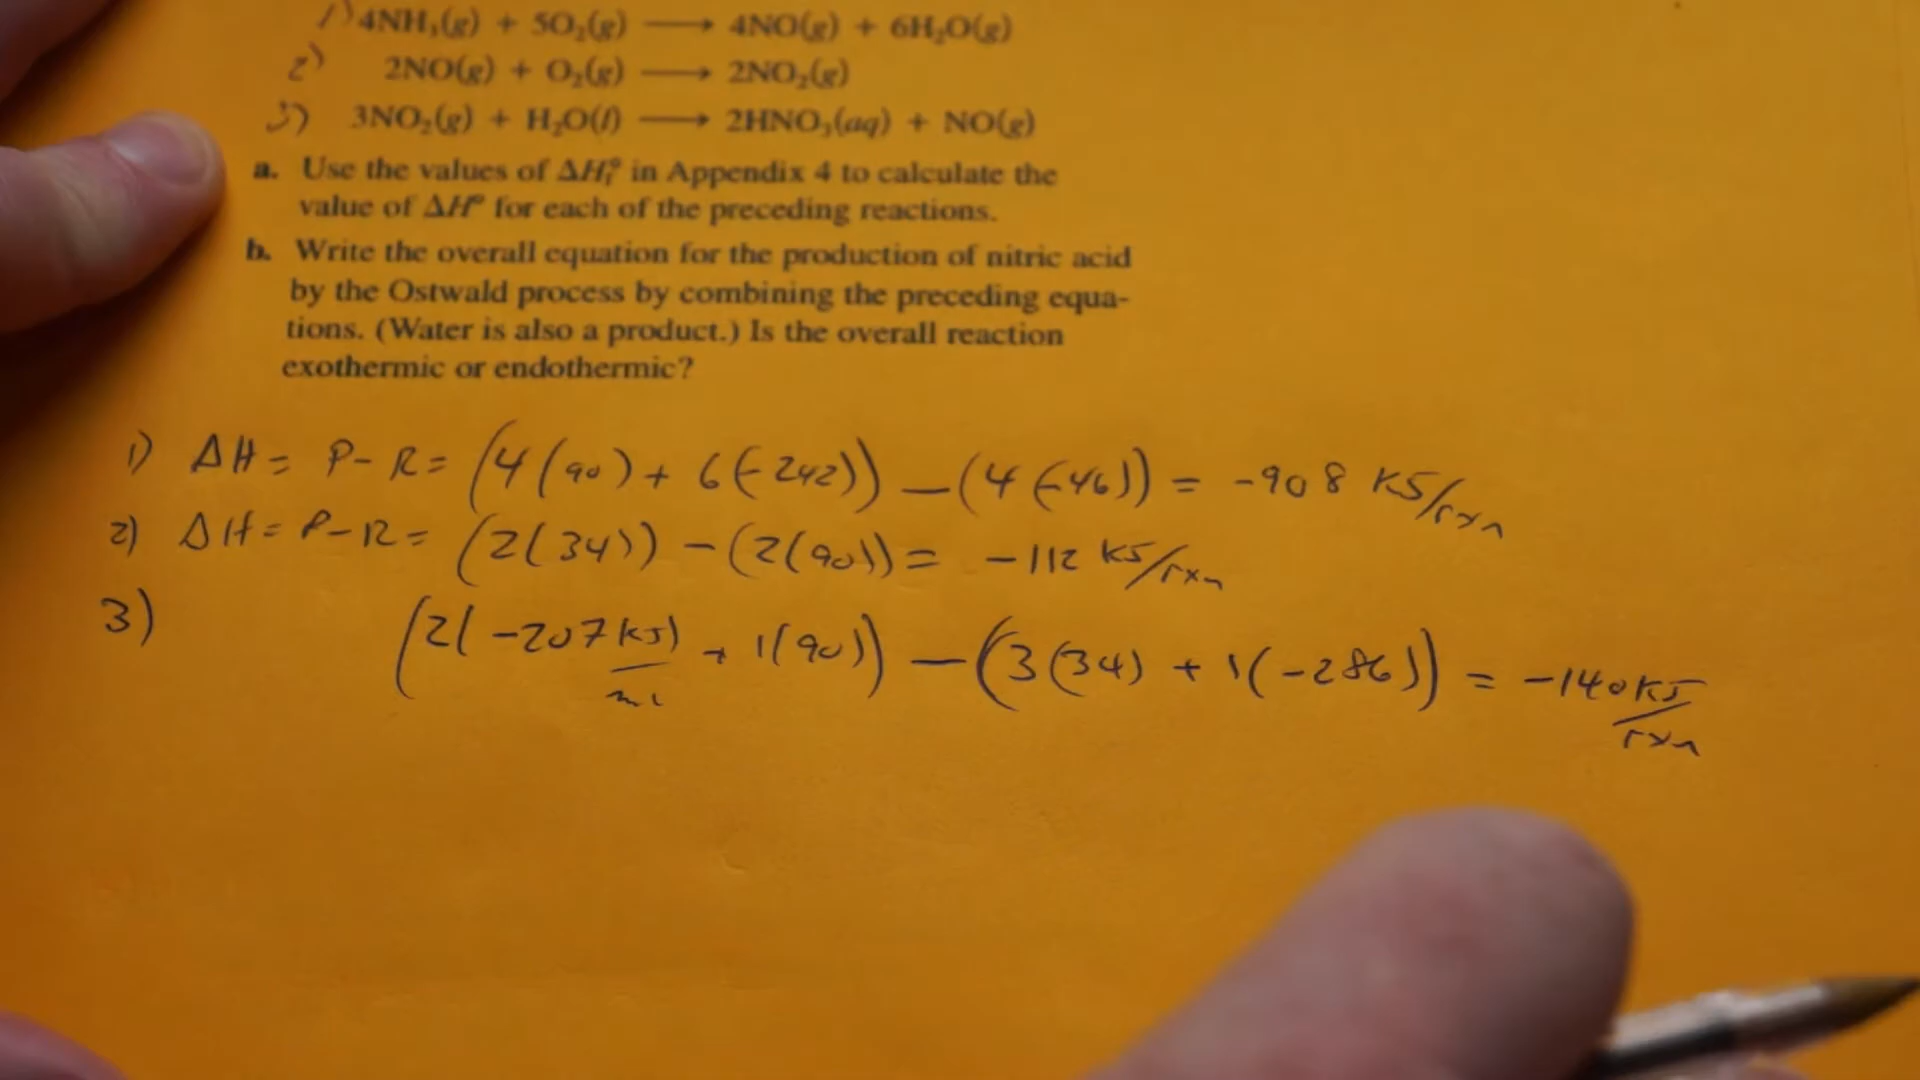 1) 4NH₃(g) + 5O₂(g) ⟶ 4NO(g) + 6H₂O(g)
2) 2NO(g) + O₂(g) ⟶ 2NO₂(g)
3) 3NO₂(g) + H₂O(l) ⟶ 2HNO₃(aq) + NO(g)
a. Use the values of ΔH°f in Appendix 4 to calculate the
value of ΔH° for each of the preceding reactions.
b. Write the overall equation for the production of nitric acid
by the Ostwald process by combining the preceding equa-
tions. (Water is also a product.) Is the overall reaction
exothermic or endothermic?
1) ΔH = P-R = (4(90) + 6(-242)) - (4(-46)) = -908 KJ/rxn
2) ΔH = P-R = (2(34)) - (2(90)) = -112 KJ/rxn
3) (2(-207 KJ) + 1(90)) - (3(34) + 1(-286)) = -140 KJ/rxn